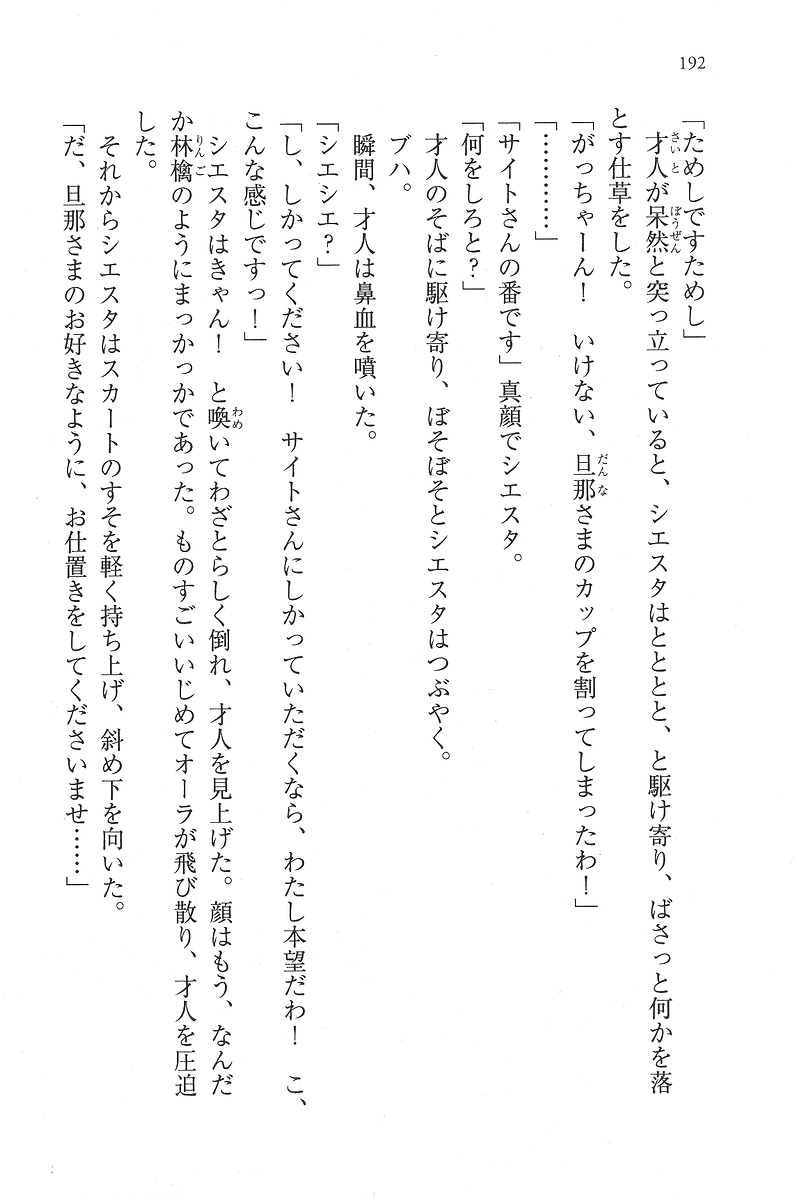 192
「ためしですためし」
才人が呆然と突っ立っていると、シエスタはとととと、と駆け寄り、ばさっと何かを落
とす仕草をした。
「がっちゃーん！　いけない、旦那さまのカップを割ってしまったわ！」
「…………」
「サイトさんの番です」真顔でシエスタ。
「何をしろと？」
才人のそばに駆け寄り、ぼそぼそとシエスタはつぶやく。
ブハ。
瞬間、才人は鼻血を噴いた。
「シエシエ？」
「し、しかってください！　サイトさんにしかっていただくなら、わたし本望だわ！　こ、
こんな感じですっ！」
シエスタはきゃん！　と喚いてわざとらしく倒れ、才人を見上げた。顔はもう、なんだ
か林檎のようにまっかっかであった。ものすごいいじめてオーラが飛び散り、才人を圧迫
した。
それからシエスタはスカートのすそを軽く持ち上げ、斜め下を向いた。
「だ、旦那さまのお好きなように、お仕置きをしてくださいませ……」